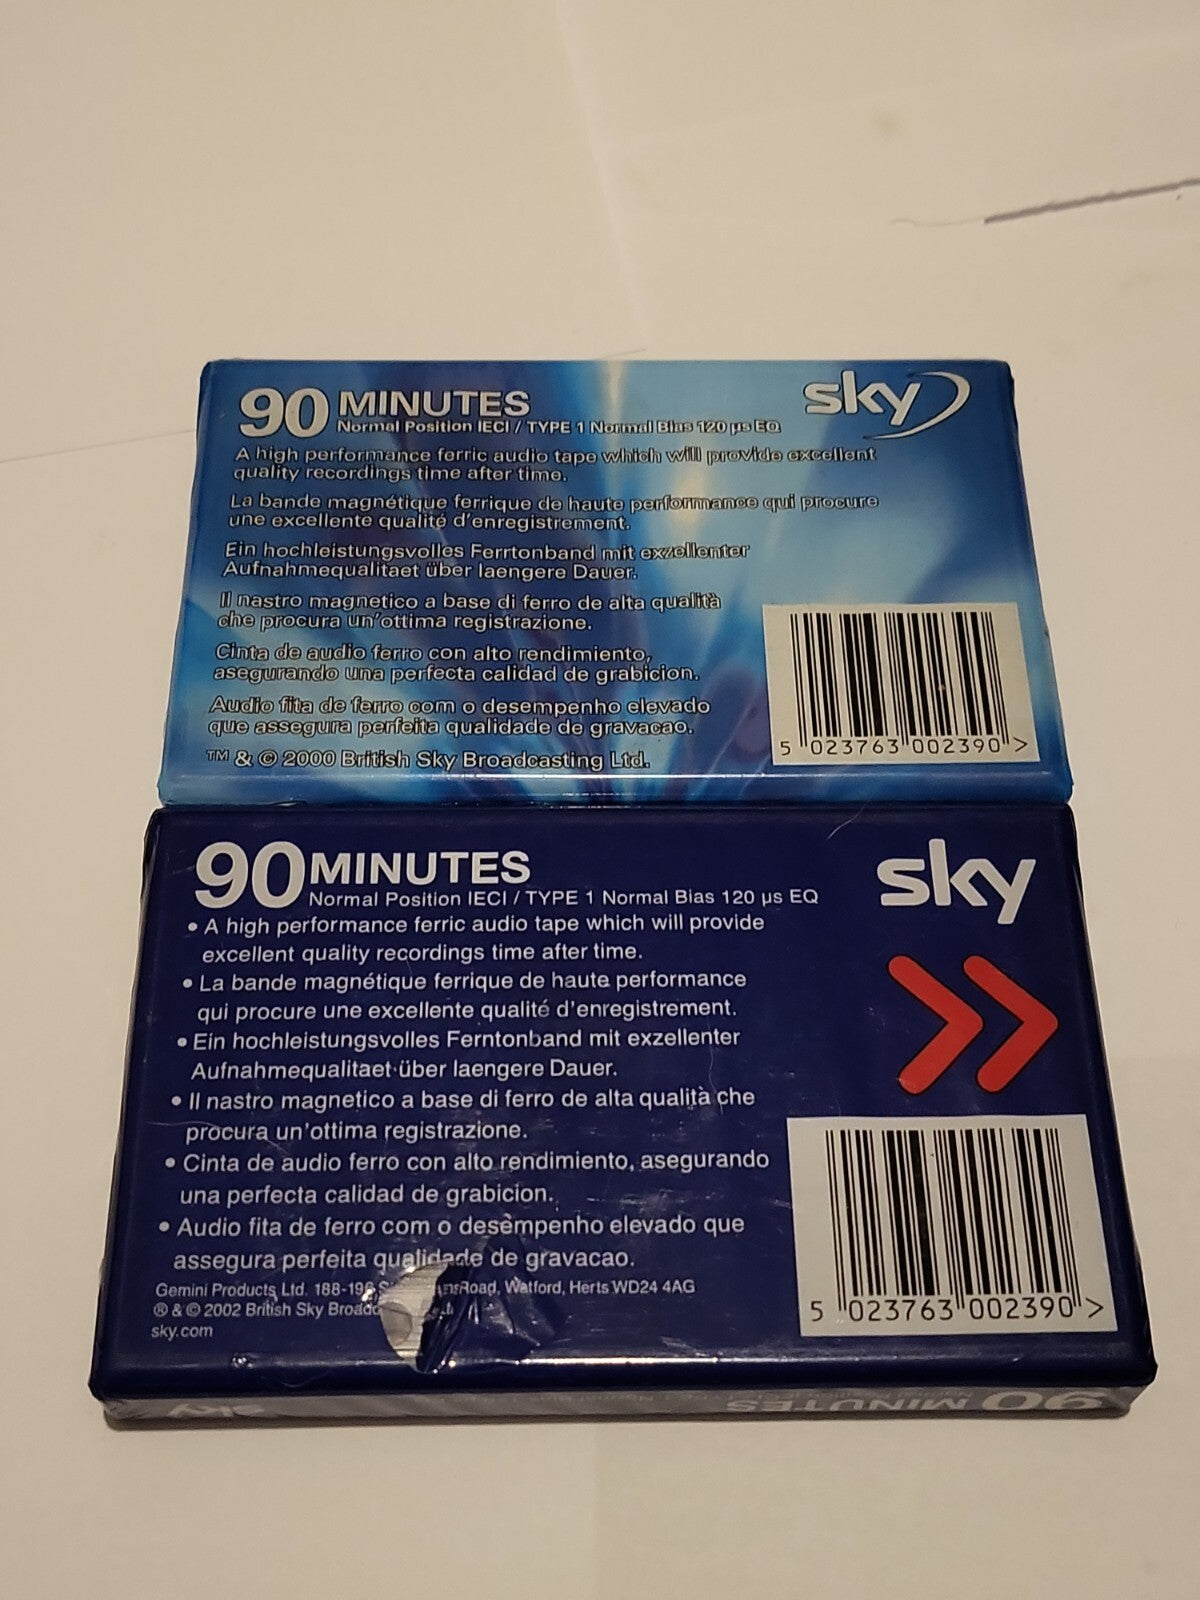 90 MINUTES
sky
Normal Position IECI / TYPE 1 Normal Bias 120 µs EQ
A high performance ferric audio tape which will provide excellent
quality recordings time after time.
La bande magnétique ferrique de haute performance qui procure
une excellente qualité d'enregistrement.
Ein hochleistungsvolles Ferrtonband mit exzellenter
Aufnahmequalitaet über laengere Dauer.
Il nastro magnetico a base di ferro de alta qualità
che procura un'ottima registrazione.
Cinta de audio ferro con alto rendimiento,
asegurando una perfecta calidad de grabicion.
Audio fita de ferro com o desempenho elevado
que assegura perfeita qualidade de gravacao.
™ & © 2000 British Sky Broadcasting Ltd.
5 023763 002390 >
90 MINUTES
sky
Normal Position IECI / TYPE 1 Normal Bias 120 µs EQ
• A high performance ferric audio tape which will provide
excellent quality recordings time after time.
• La bande magnétique ferrique de haute performance
qui procure une excellente qualité d'enregistrement.
• Ein hochleistungsvolles Ferntonband mit exzellenter
Aufnahmequalitaet über laengere Dauer.
• Il nastro magnetico a base di ferro de alta qualità che
procura un'ottima registrazione.
• Cinta de audio ferro con alto rendimiento, asegurando
una perfecta calidad de grabicion.
• Audio fita de ferro com o desempenho elevado que
assegura perfeita qualidade de gravacao.
Gemini Products Ltd. Road, Watford, Herts WD24 4AG
® & © 2002 British Sky
sky.com
5 023763 002390 >
90 MINUTES
sky